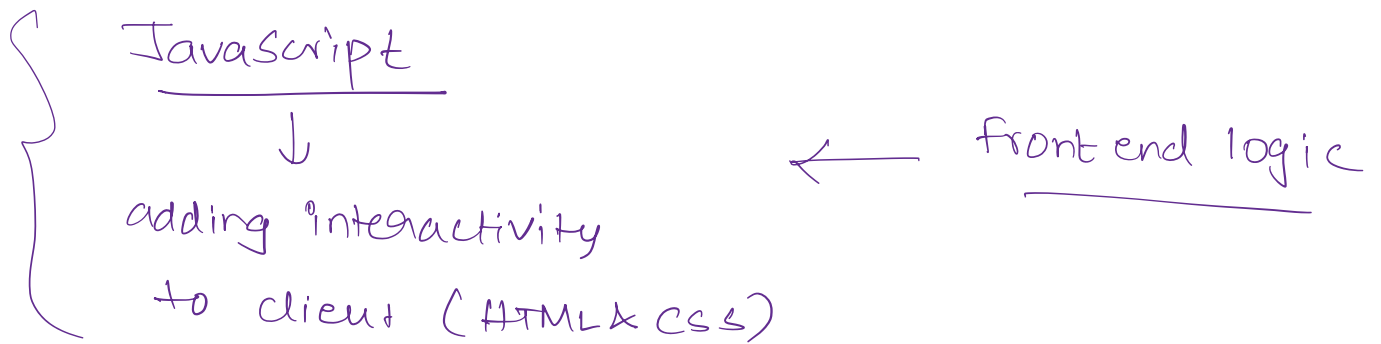 Javascript
front end logic
adding interactivity
to client (HTML & CSS)